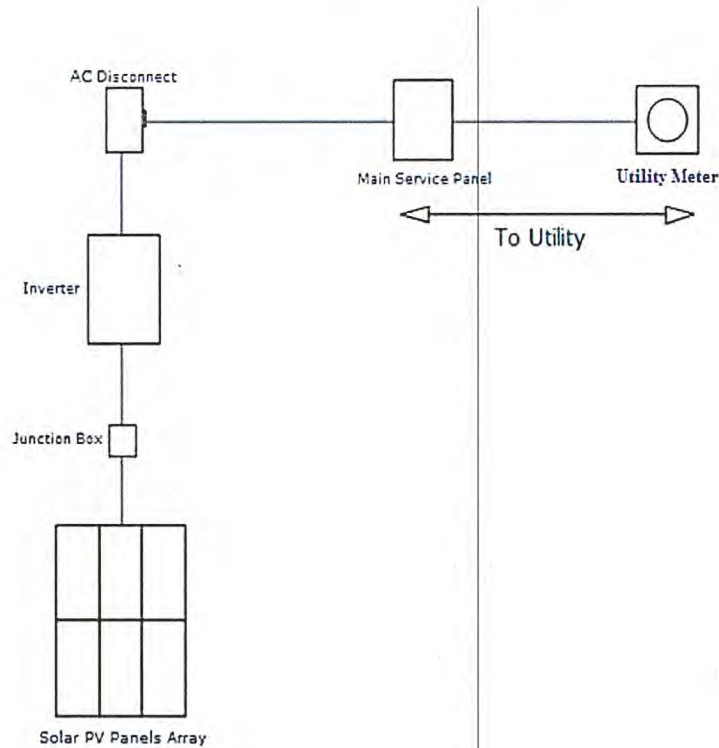 AC Disconnect
Main Service Panel
Utility Meter
To Utility
Inverter
Junction Box
Solar PV Panels Array